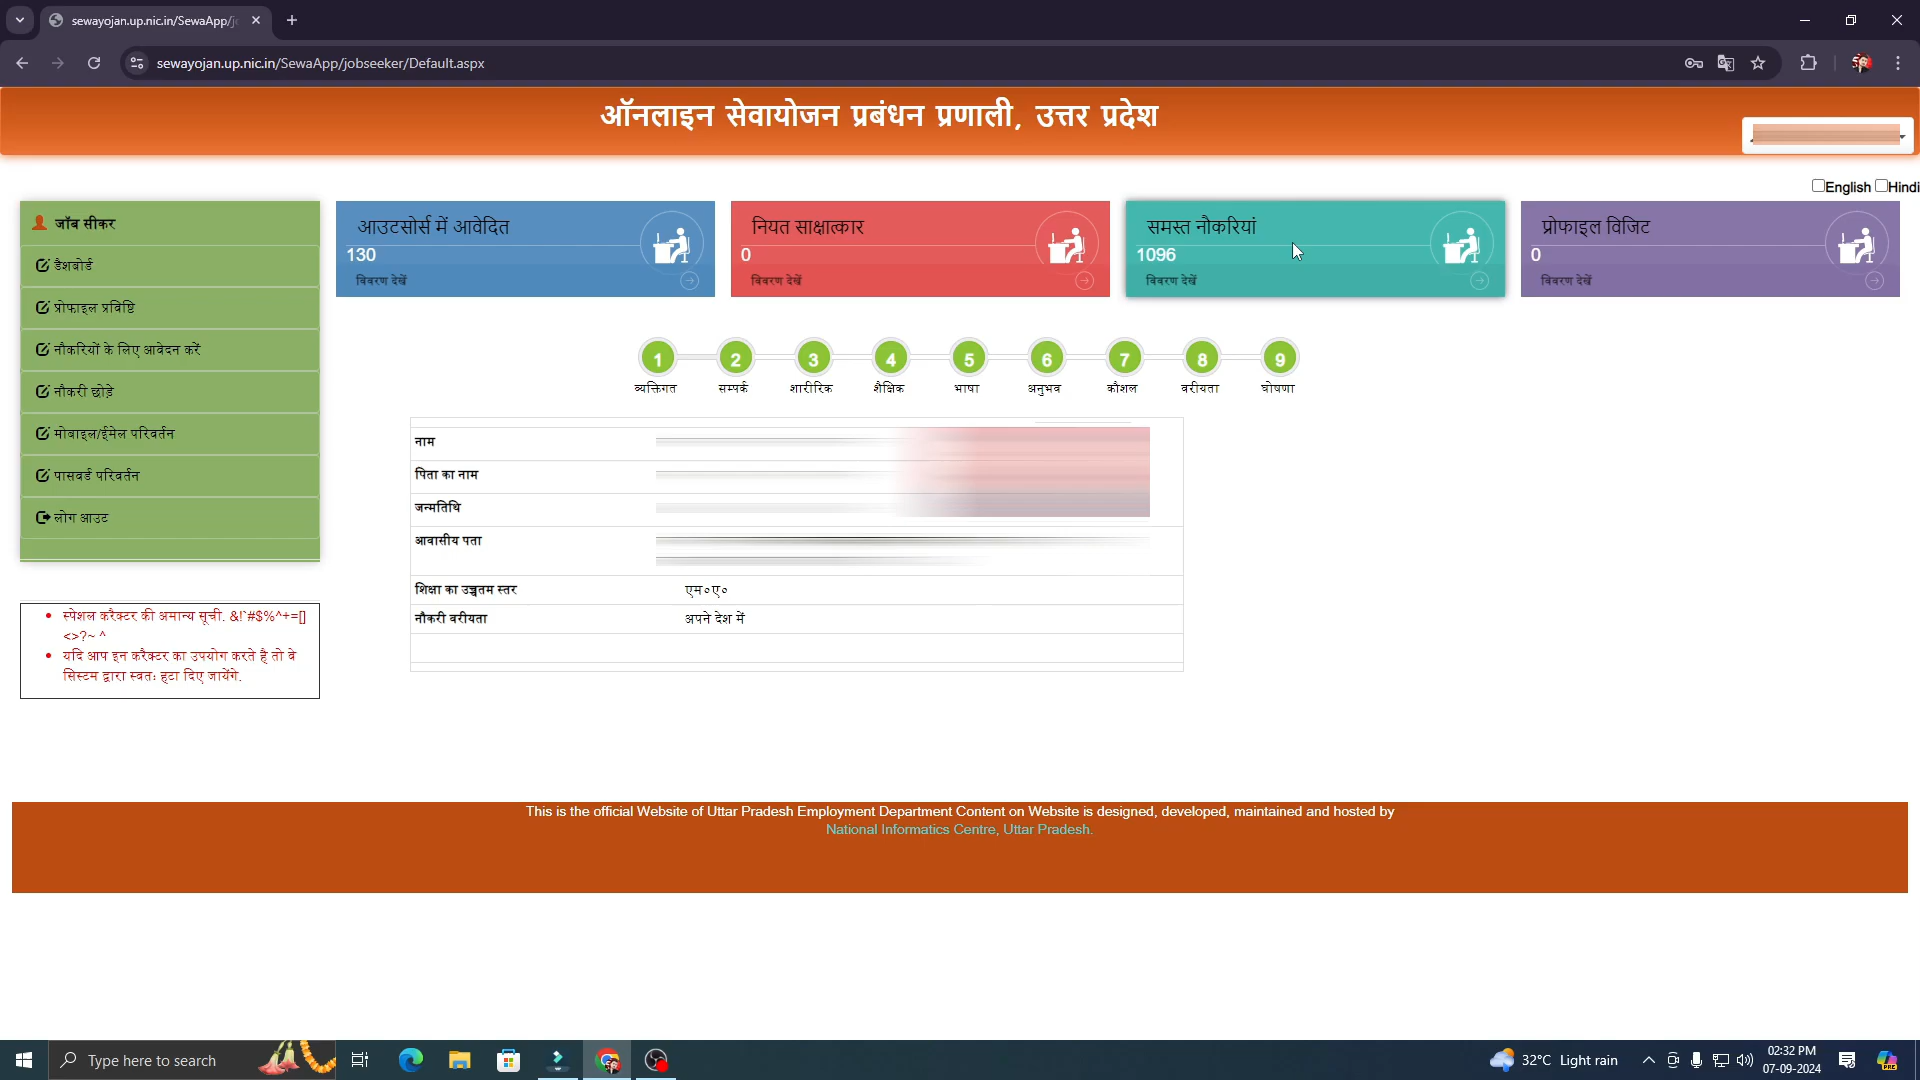 sewayojan.up.nic.in/SewaApp/j
sewayojan.up.nic.in/SewaApp/jobseeker/Default.aspx
ऑनलाइन सेवायोजन प्रबंधन प्रणाली, उत्तर प्रदेश
English Hindi
जॉब सीकर
डैशबोर्ड
प्रोफाइल प्रविष्टि
नौकरियों के लिए आवेदन करें
नौकरी छोड़े
मोबाइल/ईमेल परिवर्तन
पासवर्ड परिवर्तन
लोग आउट
आउटसोर्स में आवेदित
130
विवरण देखें
नियत साक्षात्कार
0
विवरण देखें
समस्त नौकरियां
1096
विवरण देखें
प्रोफाइल विजिट
0
विवरण देखें
1 2 3 4 5 6 7 8 9
व्यक्तिगत सम्पर्क शारीरिक शैक्षिक भाषा अनुभव कौशल वरीयता घोषणा
नाम
पिता का नाम
जन्मतिथि
आवासीय पता
शिक्षा का उच्चतम स्तर एम०ए०
नौकरी वरीयता अपने देश में
स्पेशल करैक्टर की अमान्य सूची. &!`#$%^+=[]
<>?~ ^
यदि आप इन करैक्टर का उपयोग करते है तो वे
सिस्टम द्वारा स्वतः हटा दिए जायेंगे.
This is the official Website of Uttar Pradesh Employment Department Content on Website is designed, developed, maintained and hosted by
National Informatics Centre, Uttar Pradesh.
Type here to search
32°C Light rain
02:32 PM
07-09-2024